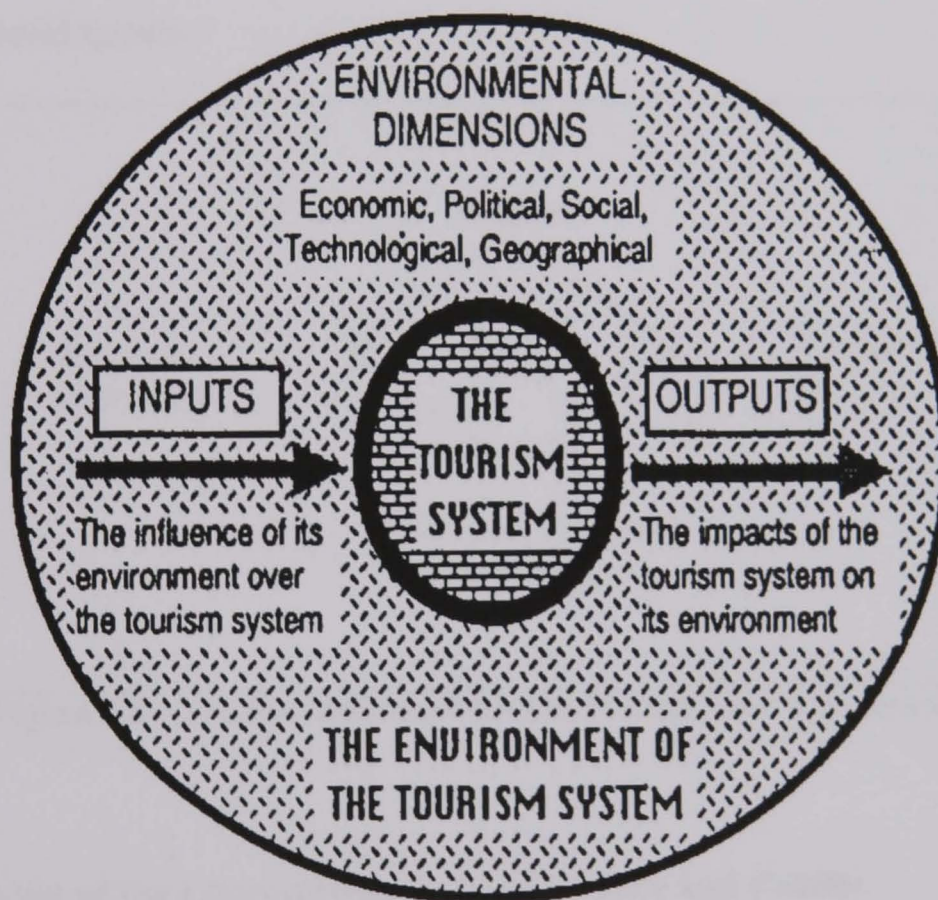 ENVIRONMENTAL
DIMENSIONS
Economic, Political, Social,
Technological, Geographical
INPUTS
The influence of its
environment over
the tourism system
THE
TOURISM
SYSTEM
OUTPUTS
The impacts of the
tourism system on
its environment
THE ENVIRONMENT OF
THE TOURISM SYSTEM